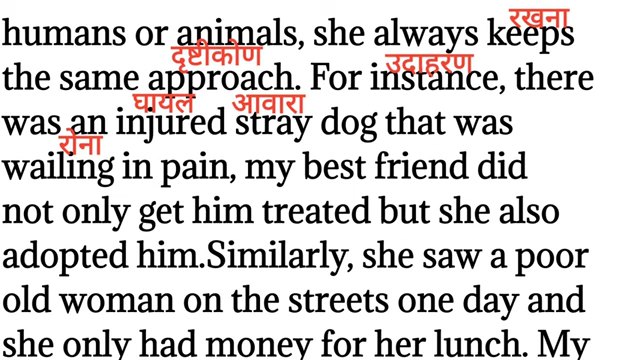 रखना
humans or animals, she always keeps
दृष्टीकोण उदाहरण
the same approach. For instance, there
घायल आवारा
was an injured stray dog that was
रोना
wailing in pain, my best friend did
not only get him treated but she also
adopted him.Similarly, she saw a poor
old woman on the streets one day and
she only had money for her lunch. My